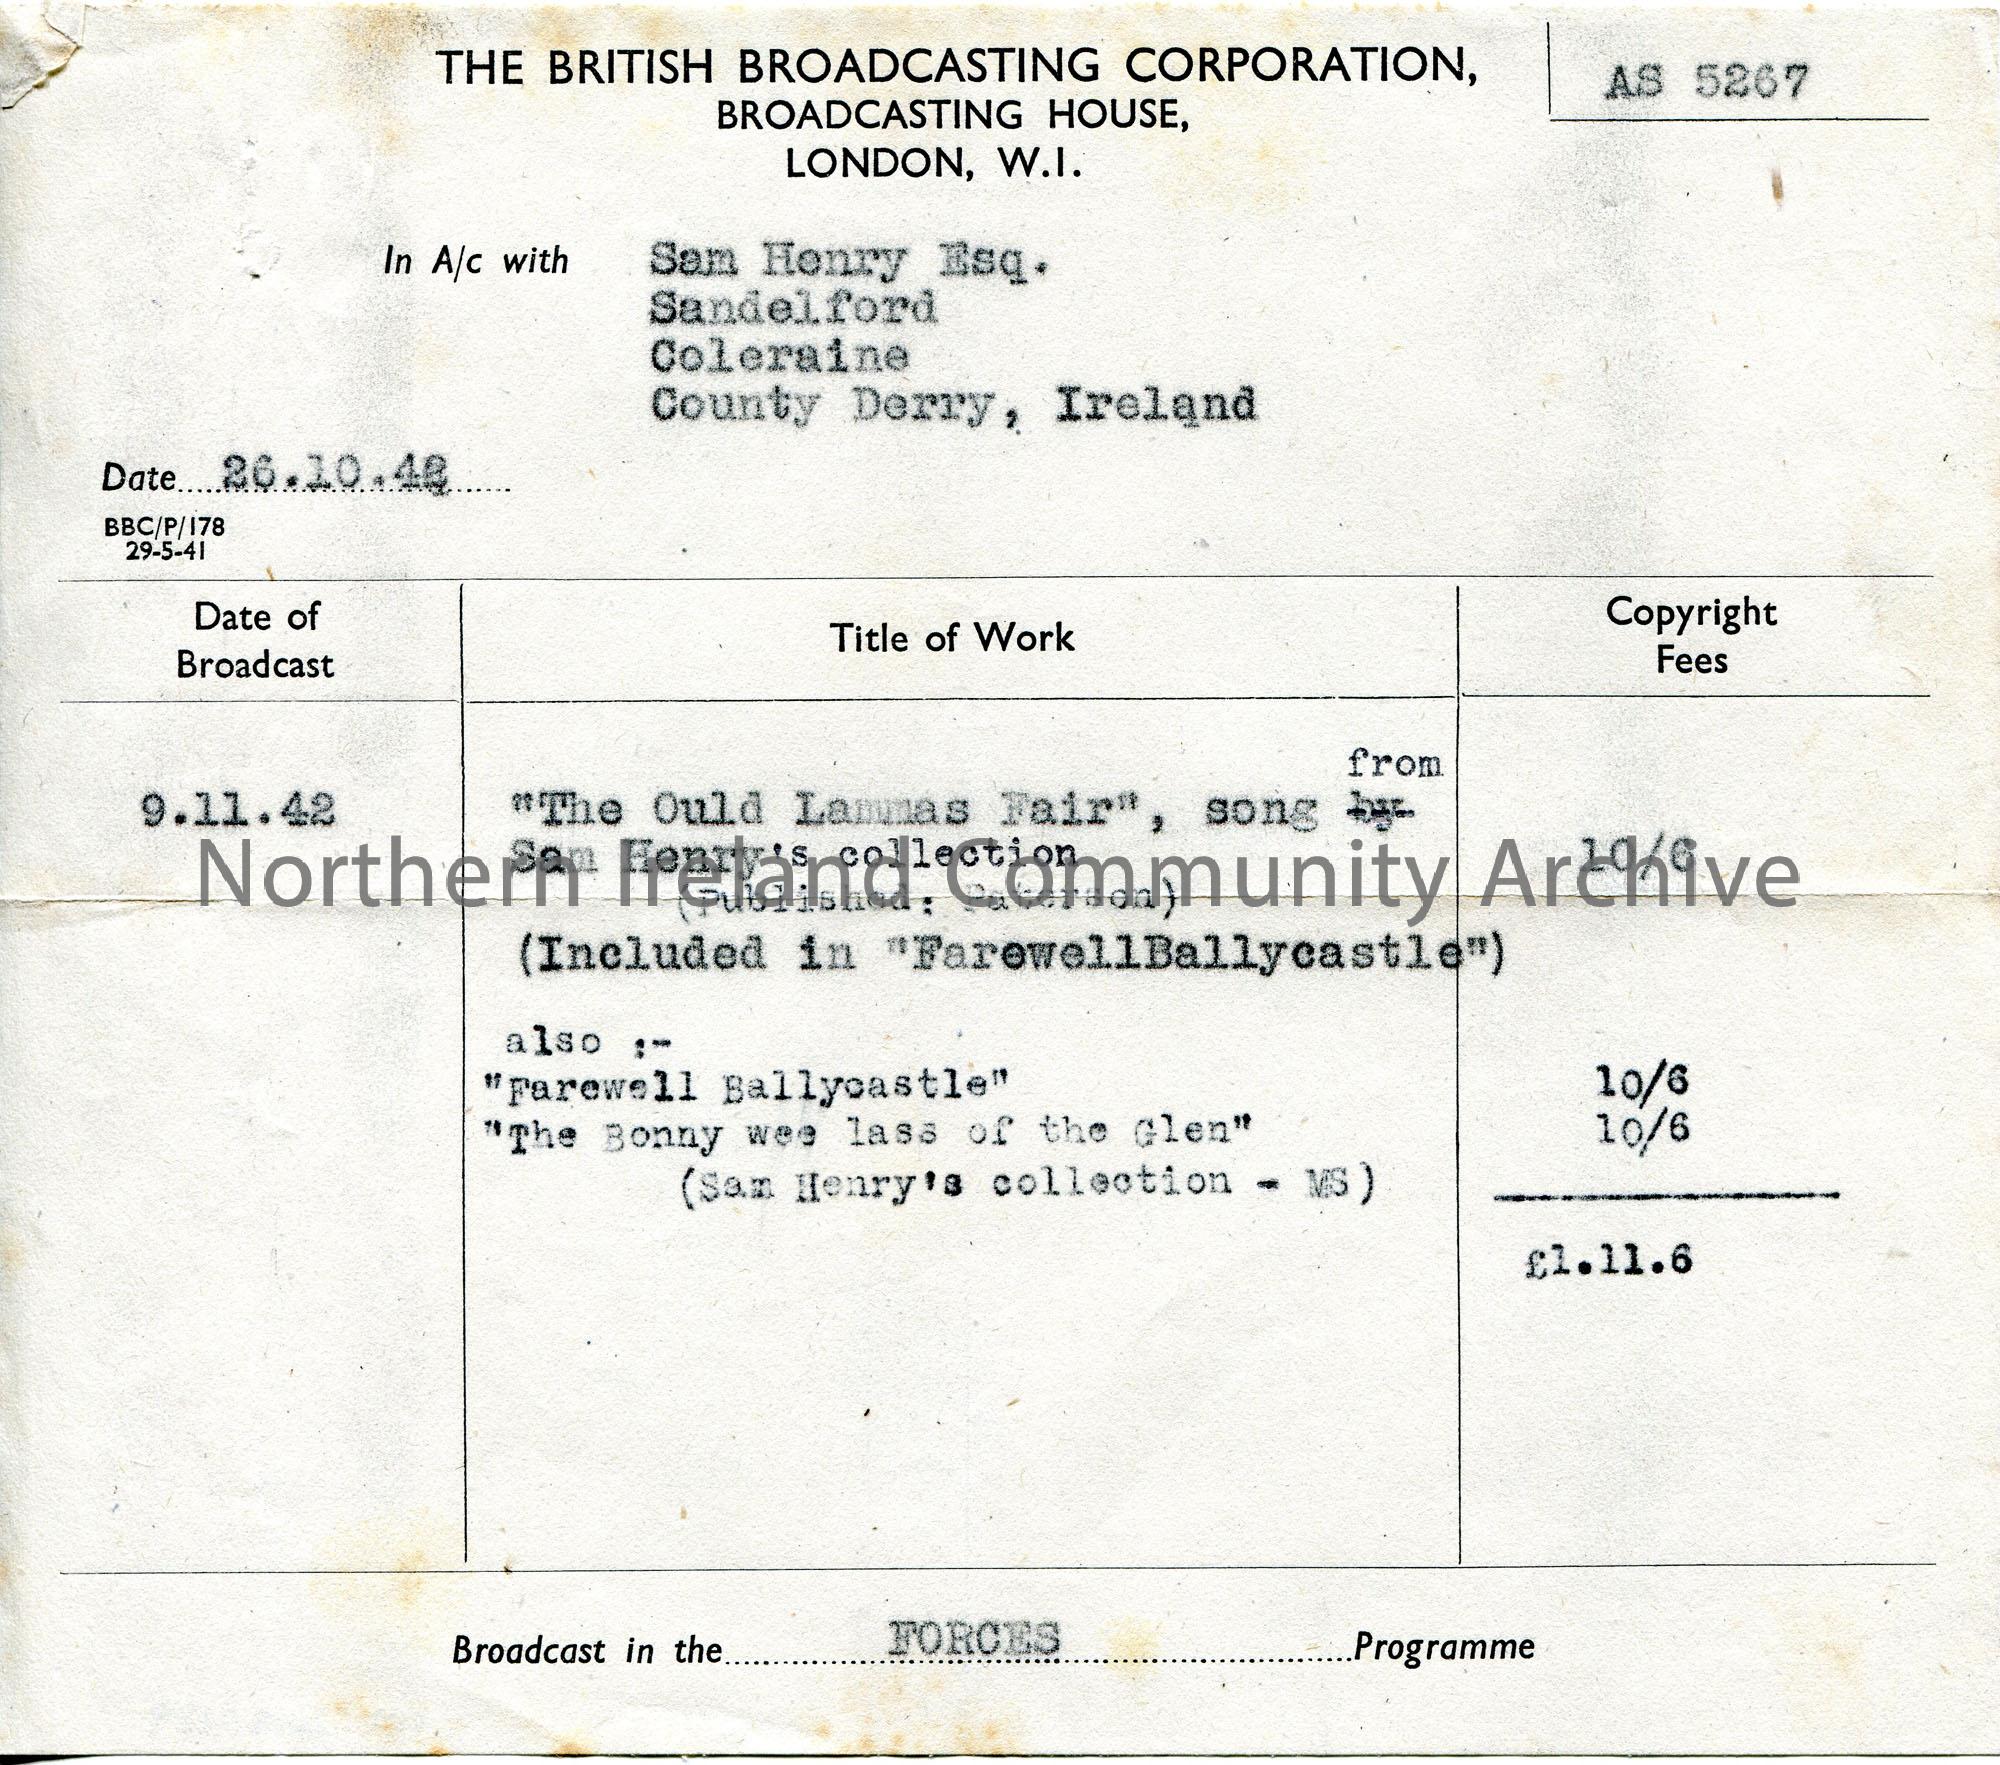 THE BRITISH BROADCASTING CORPORATION,
BROADCASTING HOUSE,
LONDON, W.I.
AS 5267
In A/c with Sam Henry Esq.
Sandelford
Coleraine
County Derry, Ireland
Date 26.10.42
BBC/P/178
29-5-41
Date of Broadcast
Title of Work
Copyright Fees
from
9.11.42 "The Ould Lammas Fair", song by
Sam Henry's collection 10/6
(Published: Paterson)
(Included in "FarewellBallycastle")
also :-
"Farewell Ballycastle" 10/6
"The Bonny wee lass of the Glen" 10/6
(Sam Henry's collection - MS)
£1.11.6
Broadcast in the FORCES Programme
Northern Ireland Community Archive